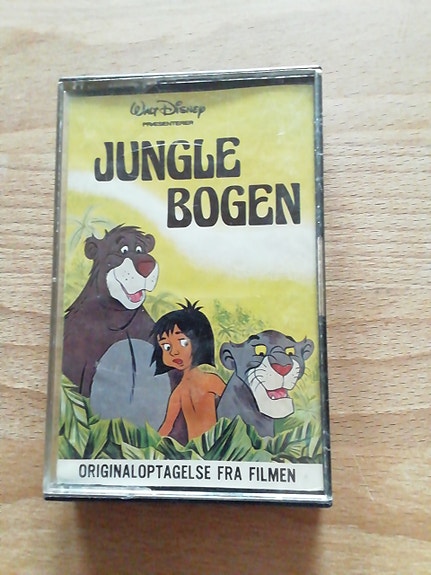 Walt Disney
PRÆSENTERER
JUNGLE
BOGEN
ORIGINALOPTAGELSE FRA FILMEN